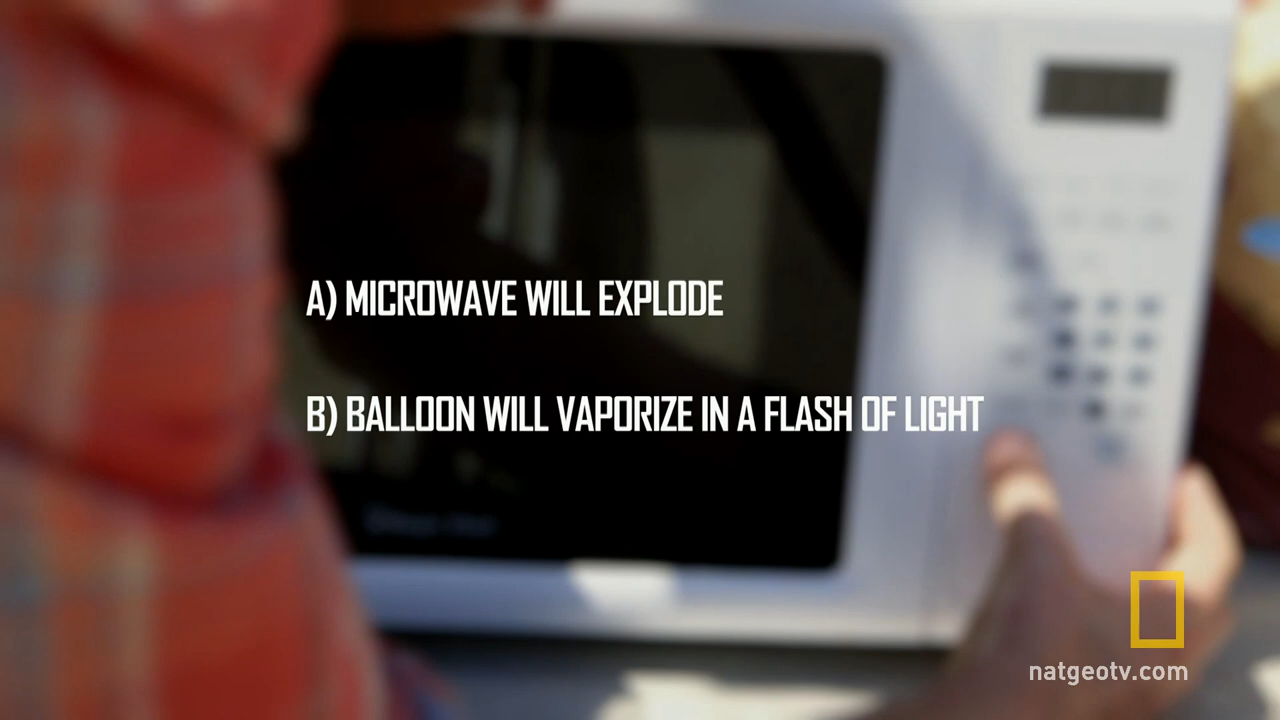 A) MICROWAVE WILL EXPLODE
B) BALLOON WILL VAPORIZE IN A FLASH OF LIGHT
natgeotv.com